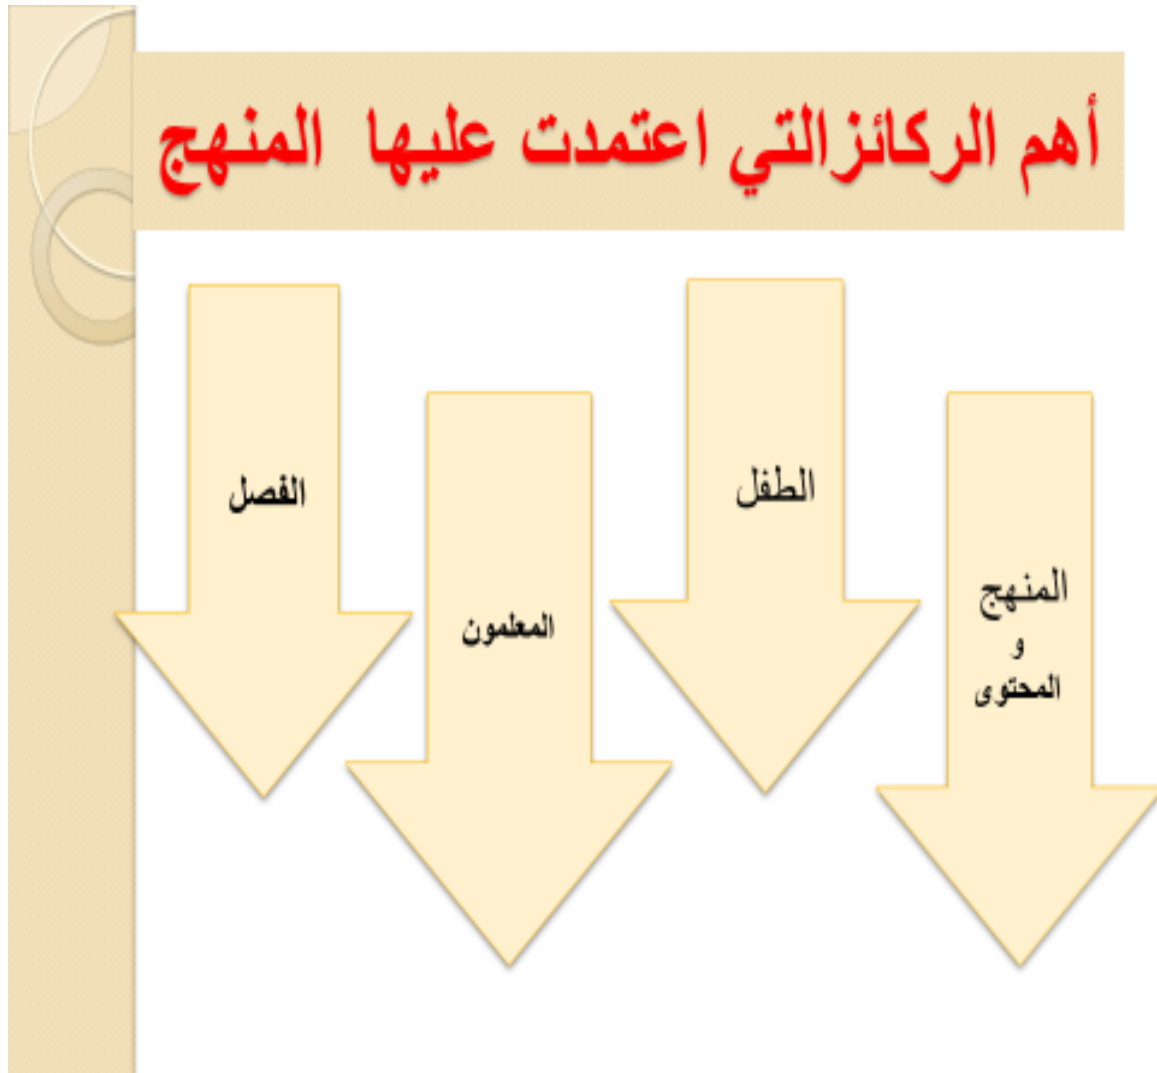 أهم الركائزالتي اعتمدت عليها المنهج
المنهج
و
المحتوى
الطفل
المعلمون
الفصل